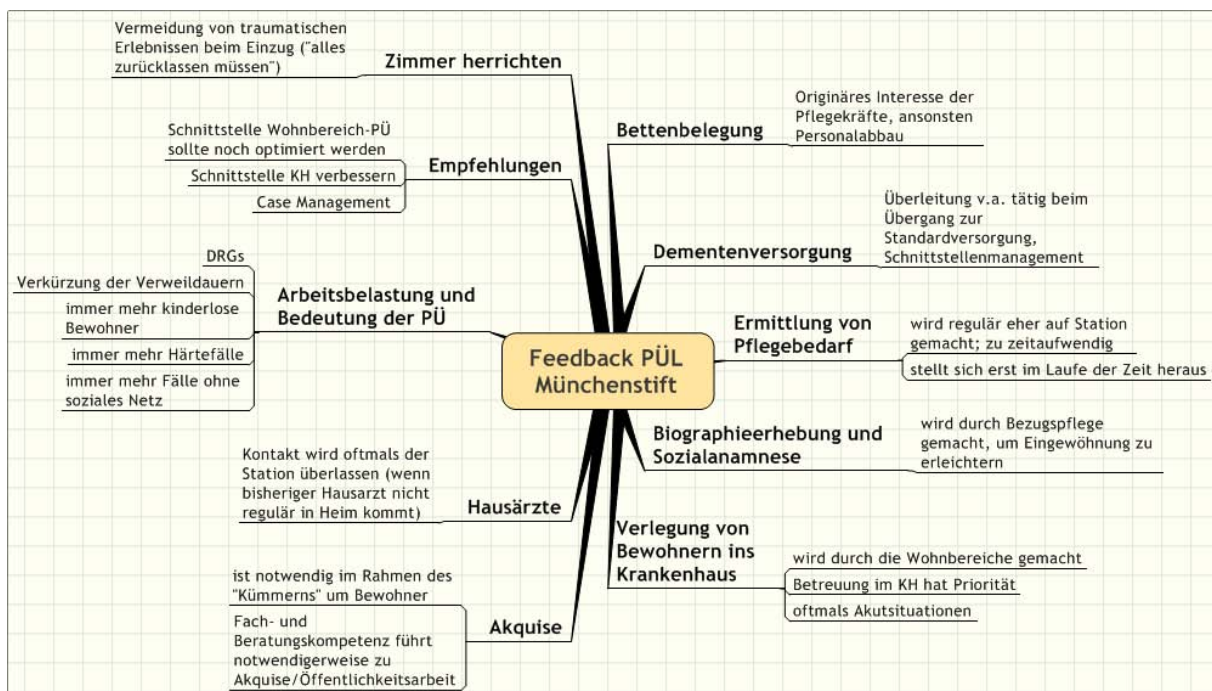 Feedback PÜL
Münchenstift
Zimmer herrichten
Vermeidung von traumatischen
Erlebnissen beim Einzug ("alles
zurücklassen müssen")
Empfehlungen
Schnittstelle Wohnbereich-PÜ
sollte noch optimiert werden
Schnittstelle KH verbessern
Case Management
Arbeitsbelastung und
Bedeutung der PÜ
DRGs
Verkürzung der Verweildauern
immer mehr kinderlose
Bewohner
immer mehr Härtefälle
immer mehr Fälle ohne
soziales Netz
Hausärzte
Kontakt wird oftmals der
Station überlassen (wenn
bisheriger Hausarzt nicht
regulär in Heim kommt)
Akquise
ist notwendig im Rahmen des
"Kümmerns" um Bewohner
Fach- und
Beratungskompetenz führt
notwendigerweise zu
Akquise/Öffentlichkeitsarbeit
Bettenbelegung
Originäres Interesse der
Pflegekräfte, ansonsten
Personalabbau
Dementenversorgung
Überleitung v.a. tätig beim
Übergang zur
Standardversorgung,
Schnittstellenmanagement
Ermittlung von
Pflegebedarf
wird regulär eher auf Station
gemacht; zu zeitaufwendig
stellt sich erst im Laufe der Zeit heraus
Biographieerhebung und
Sozialanamnese
wird durch Bezugspflege
gemacht, um Eingewöhnung zu
erleichtern
Verlegung von
Bewohnern ins
Krankenhaus
wird durch die Wohnbereiche gemacht
Betreuung im KH hat Priorität
oftmals Akutsituationen